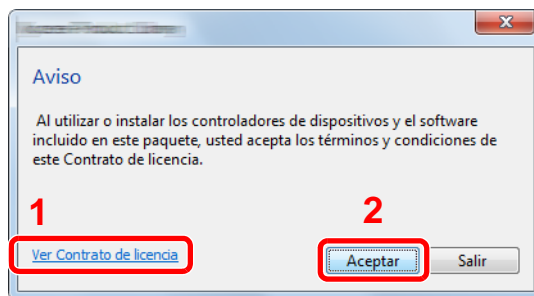 Aviso
Al utilizar o instalar los controladores de dispositivos y el software
incluido en este paquete, usted acepta los términos y condiciones de
este Contrato de licencia.
1
2
Ver Contrato de licencia
Aceptar
Salir